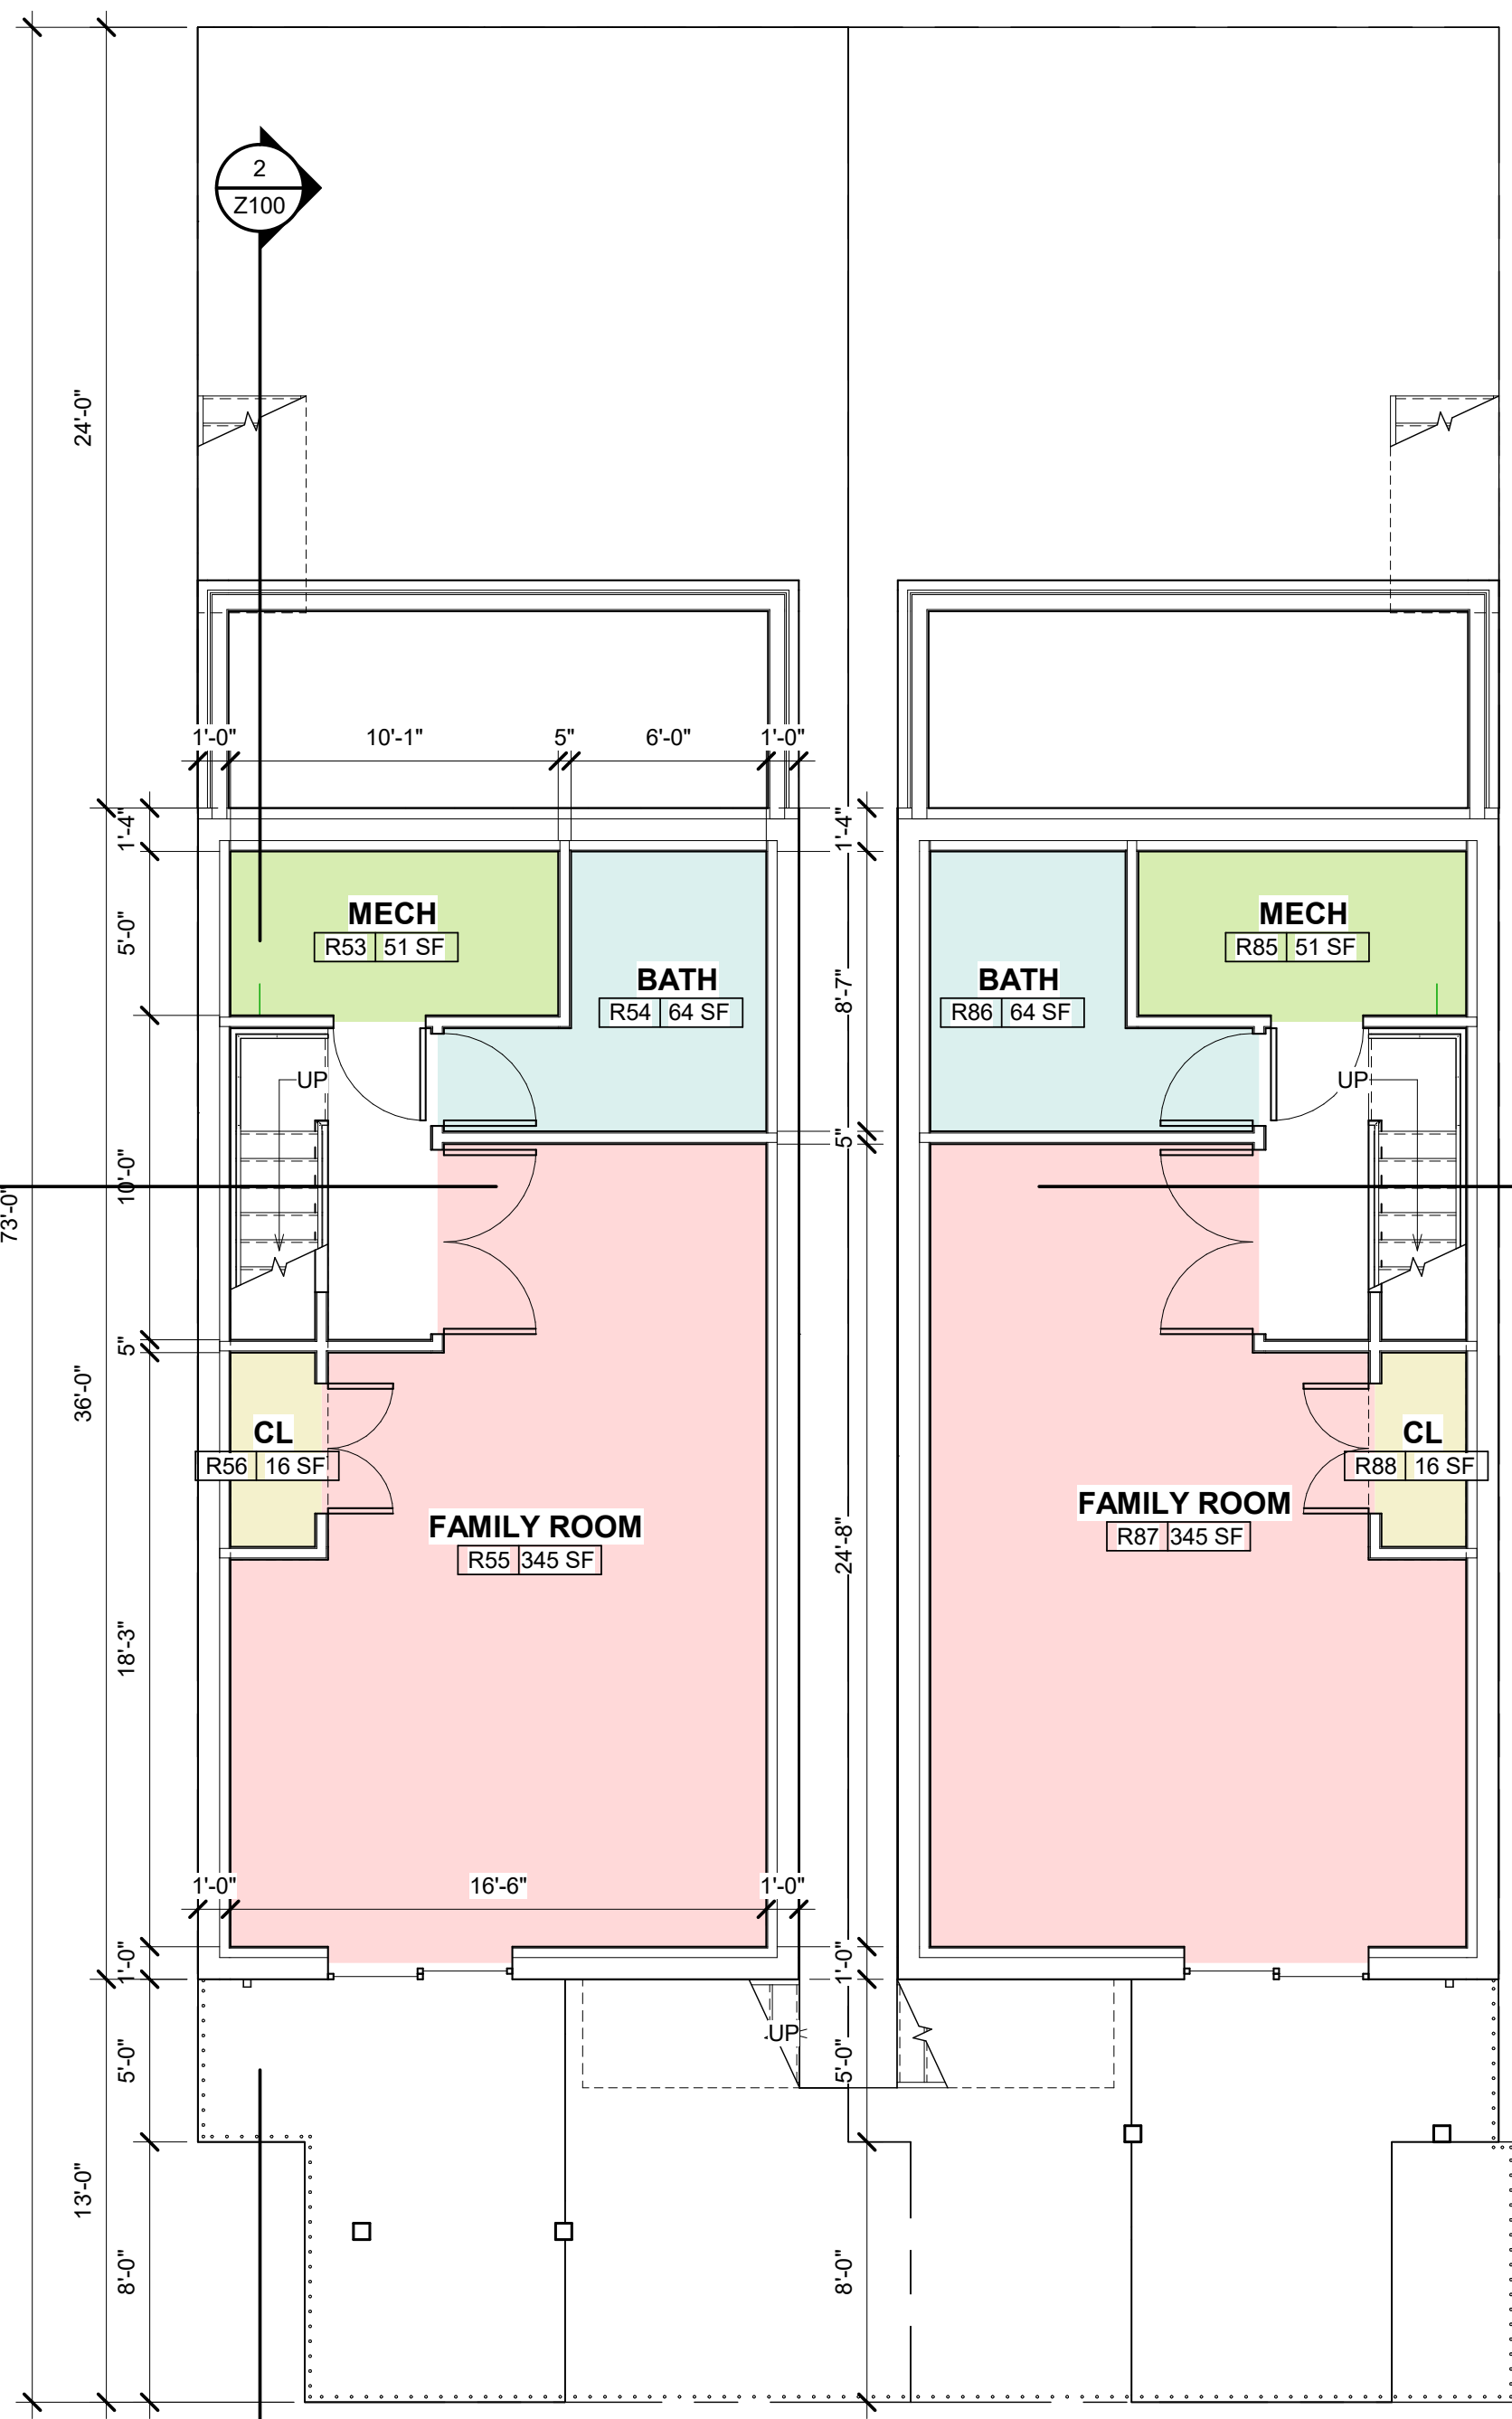 2
Z100
24'-0"
1'-0"
10'-1"
5"
6'-0"
1'-0"
1'-4"
1'-4"
MECH
R53 51 SF
MECH
R85 51 SF
5'-0"
BATH
R54 64 SF
BATH
R86 64 SF
8'-7"
UP
UP
5"
10'-0"
73'-0"
5"
36'-0"
CL
R56 16 SF
CL
R88 16 SF
FAMILY ROOM
R55 345 SF
FAMILY ROOM
R87 345 SF
24'-8"
18'-3"
1'-0"
16'-6"
1'-0"
1'-0"
1'-0"
UP
5'-0"
5'-0"
13'-0"
8'-0"
8'-0"